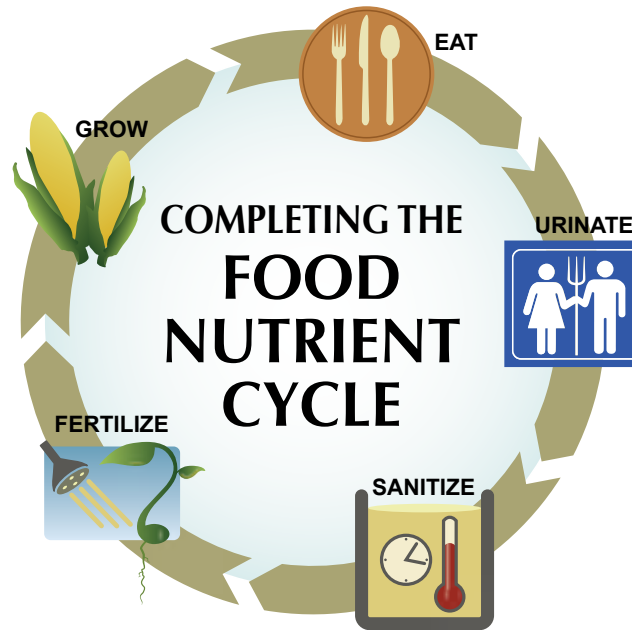 EAT
GROW
COMPLETING THE
FOOD
NUTRIENT
CYCLE
URINATE
FERTILIZE
SANITIZE